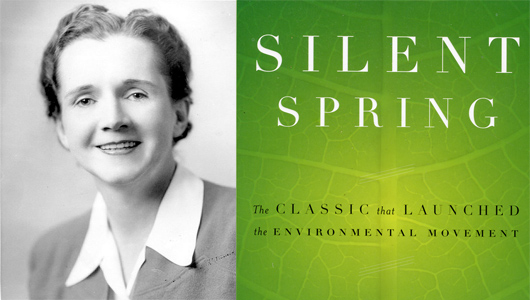 SILENT
SPRING
The CLASSIC that LAUNCHED
the ENVIRONMENTAL MOVEMENT